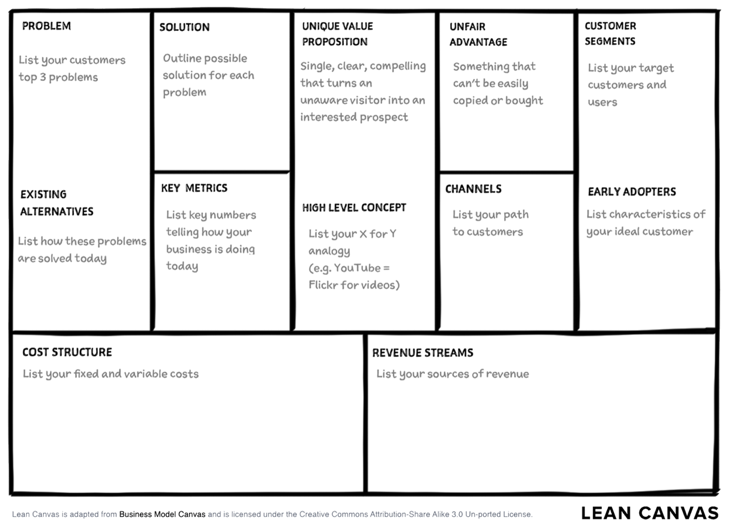 PROBLEM
List your customers
top 3 problems
EXISTING
ALTERNATIVES
List how these problems
are solved today
SOLUTION
Outline possible
solution for each
problem
KEY METRICS
List key numbers
telling how your
business is doing
today
UNIQUE VALUE
PROPOSITION
Single, clear, compelling
that turns an
unaware visitor into an
interested prospect
HIGH LEVEL CONCEPT
List your X for Y
analogy
(e.g. YouTube =
Flickr for videos)
UNFAIR
ADVANTAGE
Something that
can't be easily
copied or bought
CHANNELS
List your path
to customers
CUSTOMER
SEGMENTS
List your target
customers and
users
EARLY ADOPTERS
List characteristics of
your ideal customer
COST STRUCTURE
List your fixed and variable costs
REVENUE STREAMS
List your sources of revenue
Lean Canvas is adapted from Business Model Canvas and is licensed under the Creative Commons Attribution-Share Alike 3.0 Un-ported License.
LEAN CANVAS